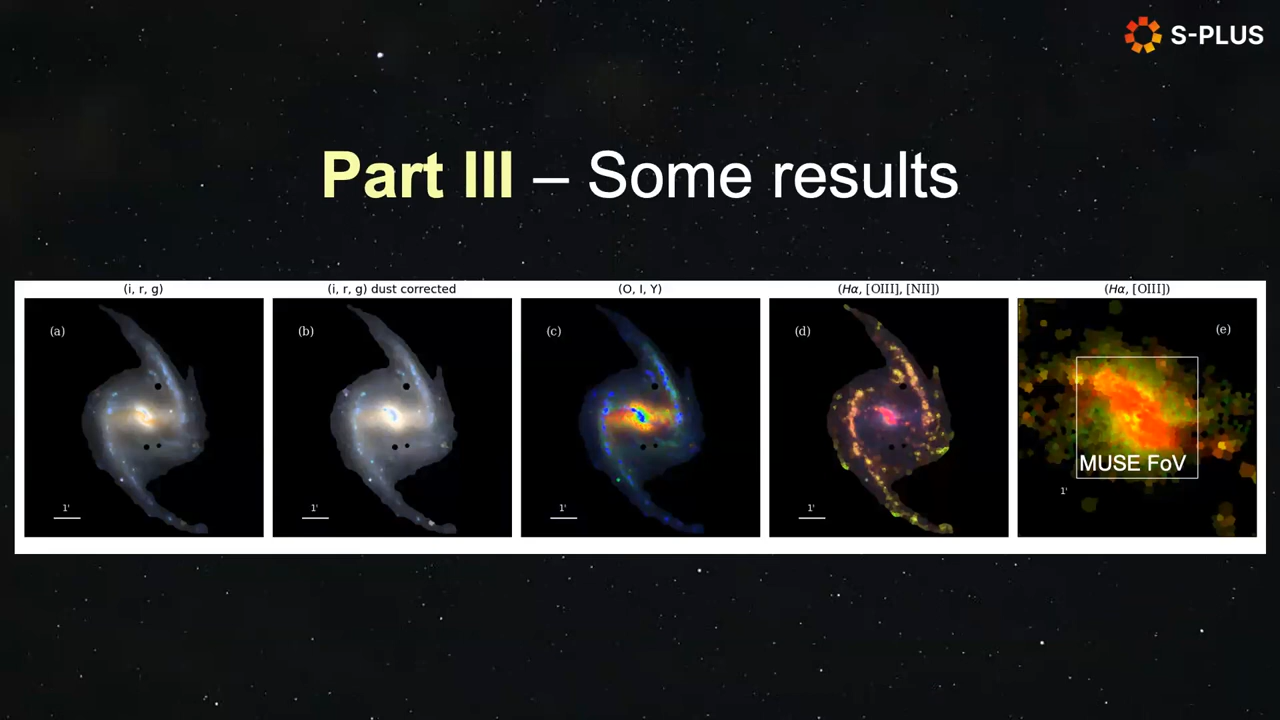 S-PLUS
Part III – Some results
(i, r, g)
(i, r, g) dust corrected
(O, I, Y)
(Hα, [OIII], [NII])
(Hα, [OIII])
(a)
(b)
(c)
(d)
(e)
MUSE FoV
1'
1'
1'
1'
1'